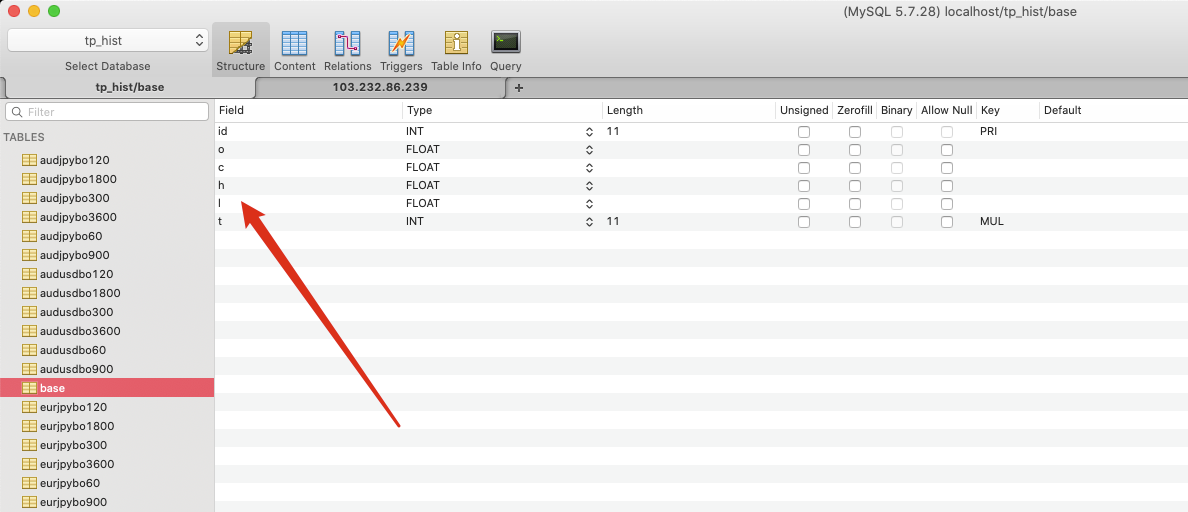 (MySQL 5.7.28) localhost/tp_hist/base
tp_hist
Select Database
Structure Content Relations Triggers Table Info Query
tp_hist/base 103.232.86.239 +
Filter
TABLES
audjpybo120
audjpybo1800
audjpybo300
audjpybo3600
audjpybo60
audjpybo900
audusdbo120
audusdbo1800
audusdbo300
audusdbo3600
audusdbo60
audusdbo900
base
eurjpybo120
eurjpybo1800
eurjpybo300
eurjpybo3600
eurjpybo60
eurjpybo900
Field Type Length Unsigned Zerofill Binary Allow Null Key Default
id INT 11 PRI
o FLOAT
c FLOAT
h FLOAT
l FLOAT
t INT 11 MUL